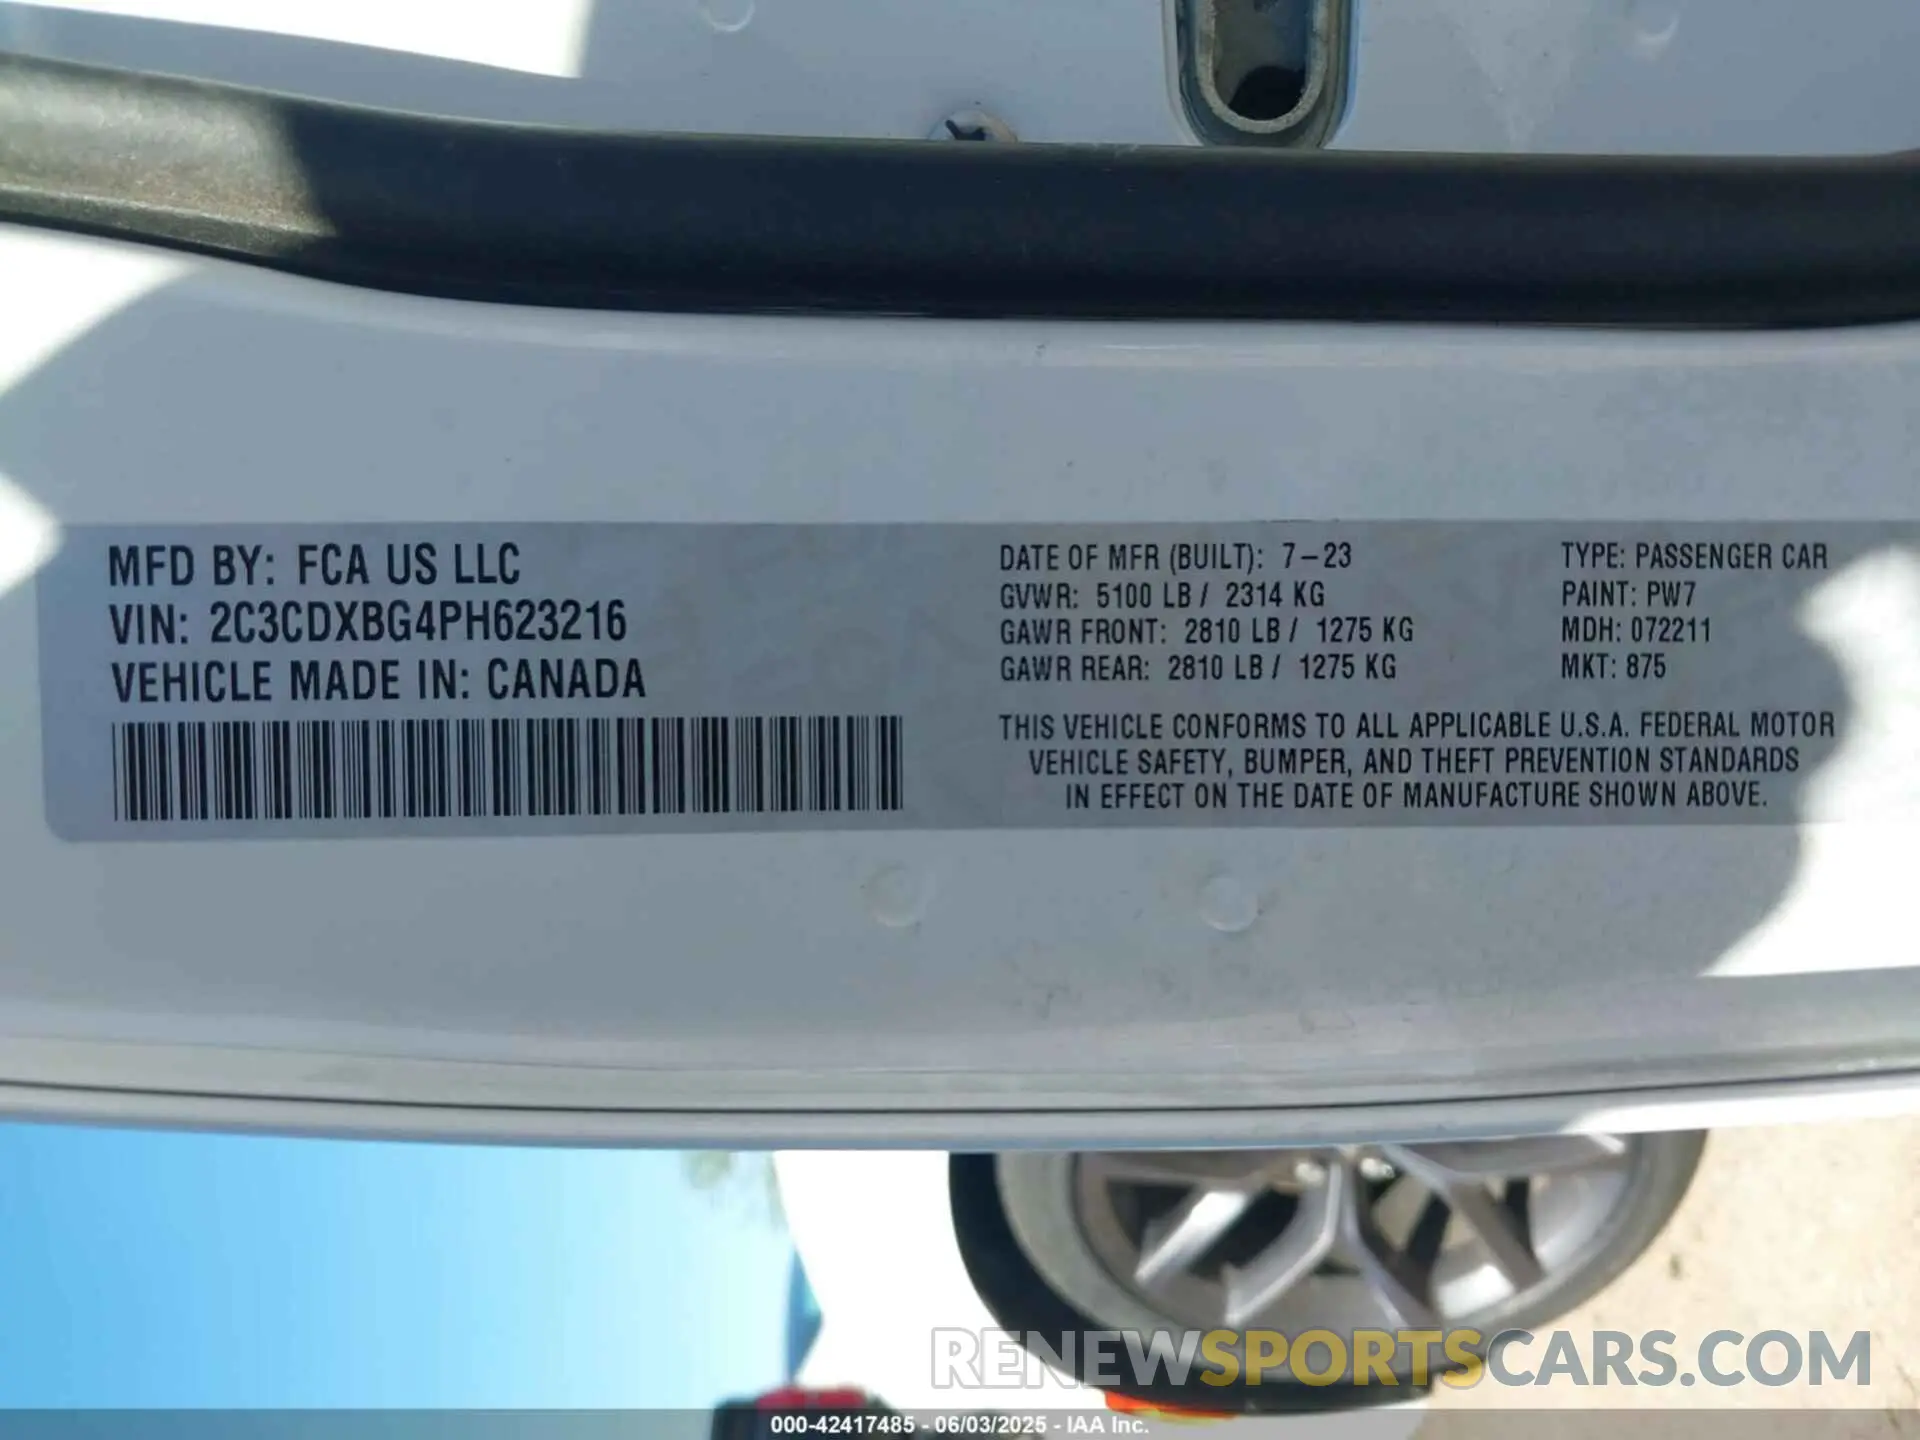 MFD BY: FCA US LLC
VIN: 2C3CDXBG4PH623216
VEHICLE MADE IN: CANADA
DATE OF MFR (BUILT): 7-23
GVWR: 5100 LB / 2314 KG
GAWR FRONT: 2810 LB / 1275 KG
GAWR REAR: 2810 LB / 1275 KG
TYPE: PASSENGER CAR
PAINT: PW7
MDH: 072211
MKT: 875
THIS VEHICLE CONFORMS TO ALL APPLICABLE U.S.A. FEDERAL MOTOR
VEHICLE SAFETY, BUMPER, AND THEFT PREVENTION STANDARDS
IN EFFECT ON THE DATE OF MANUFACTURE SHOWN ABOVE.
RENEWSPORTSCARS.COM
000-42417485 - 06/03/2025 - IAA Inc.